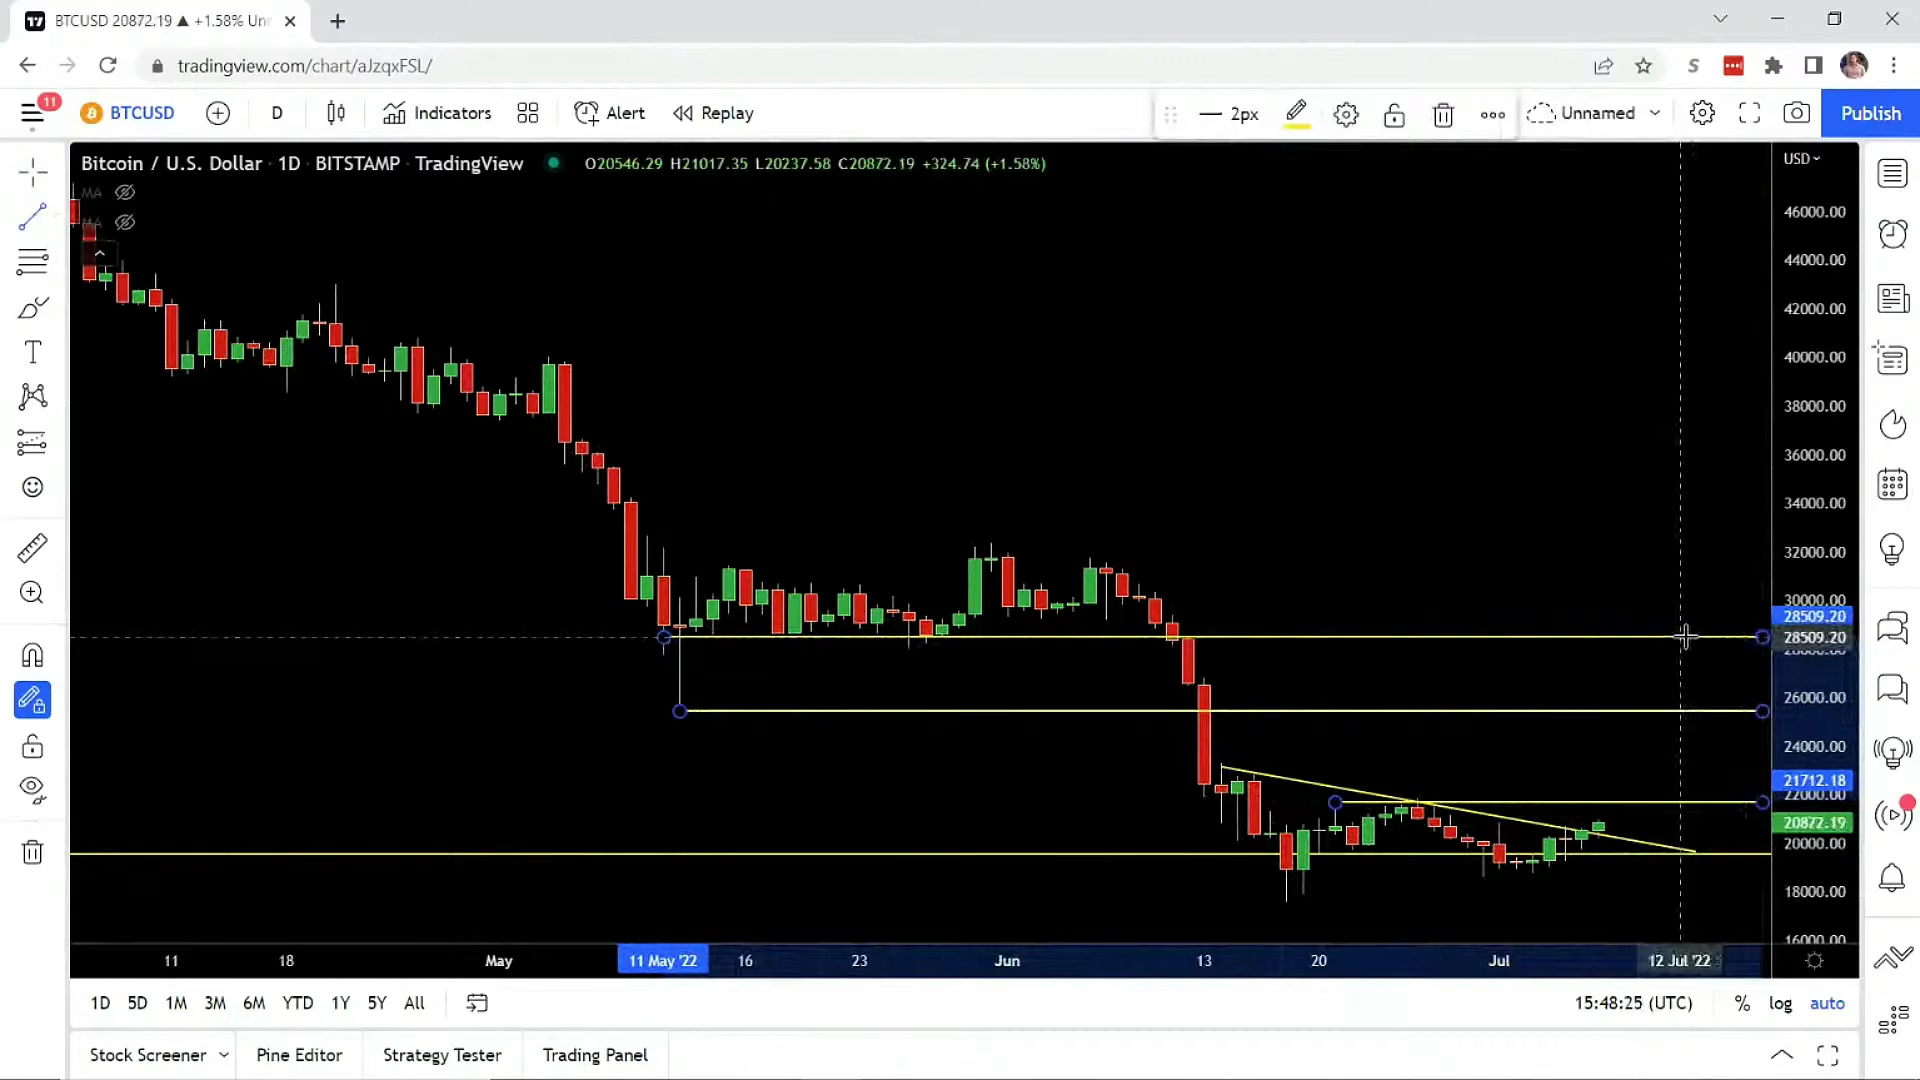 BTCUSD 20872.19 ▲ +1.58% Unn
tradingview.com/chart/aJzqxFSL/
11
BTCUSD
D
Indicators
Alert
Replay
2px
Unnamed
Publish
Bitcoin / U.S. Dollar · 1D · BITSTAMP · TradingView
O20546.29 H21017.35 L20237.58 C20872.19 +324.74 (+1.58%)
USD
MA
MA
46000.00
44000.00
42000.00
40000.00
38000.00
36000.00
34000.00
32000.00
30000.00
28509.20
28509.20
28000.00
26000.00
24000.00
21712.18
22000.00
20872.19
20000.00
18000.00
16000.00
11
18
May
11 May '22
16
23
Jun
13
20
Jul
12 Jul '22
1D 5D 1M 3M 6M YTD 1Y 5Y All
15:48:25 (UTC)
% log auto
Stock Screener
Pine Editor
Strategy Tester
Trading Panel